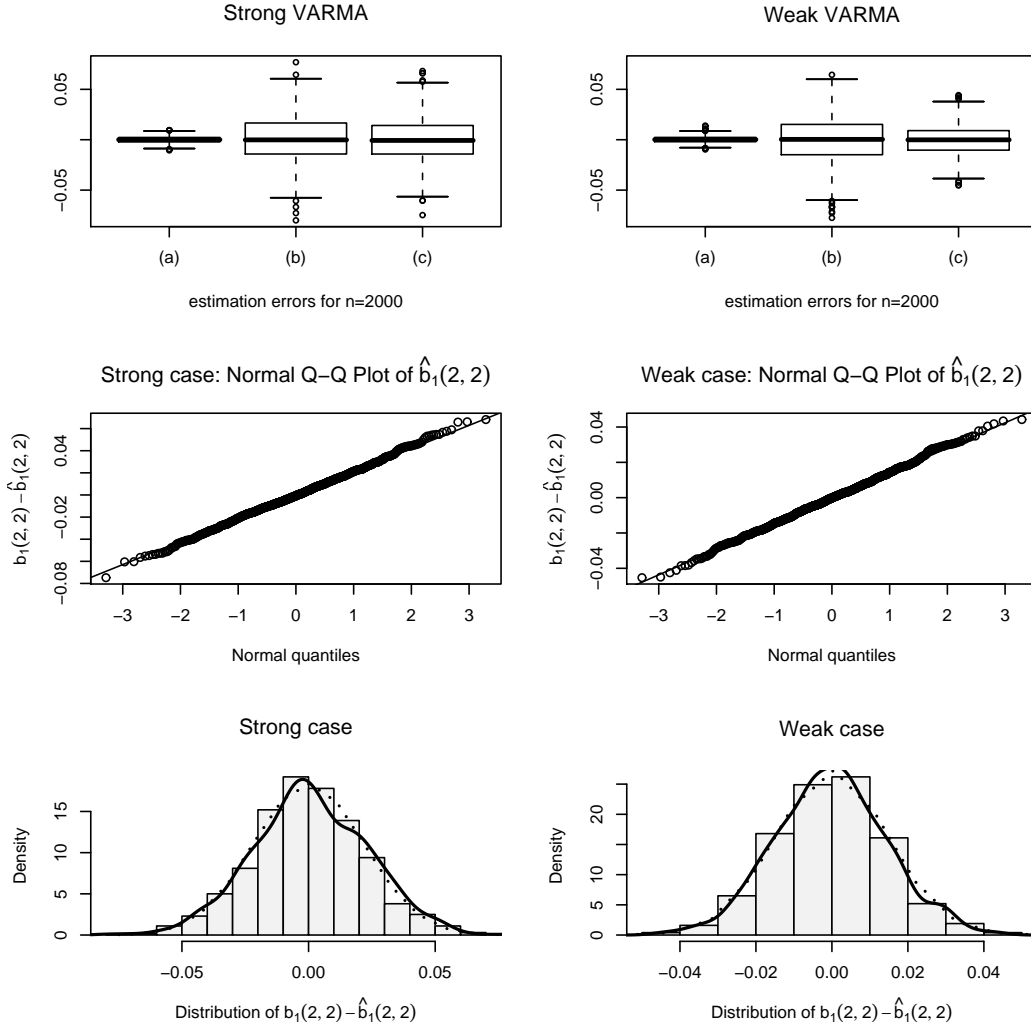 Strong VARMA
0.05
−0.05
(a) (b) (c)
estimation errors for n=2000
Weak VARMA
0.05
−0.05
(a) (b) (c)
estimation errors for n=2000
Strong case: Normal Q−Q Plot of b̂₁(2, 2)
b₁(2, 2) − b̂₁(2, 2)
0.04
−0.02
−0.08
−3 −2 −1 0 1 2 3
Normal quantiles
Weak case: Normal Q−Q Plot of b̂₁(2, 2)
b₁(2, 2) − b̂₁(2, 2)
0.04
0.00
−0.04
−3 −2 −1 0 1 2 3
Normal quantiles
Strong case
Density
15
10
5
0
−0.05 0.00 0.05
Distribution of b₁(2, 2) − b̂₁(2, 2)
Weak case
Density
20
10
0
−0.04 −0.02 0.00 0.02 0.04
Distribution of b₁(2, 2) − b̂₁(2, 2)